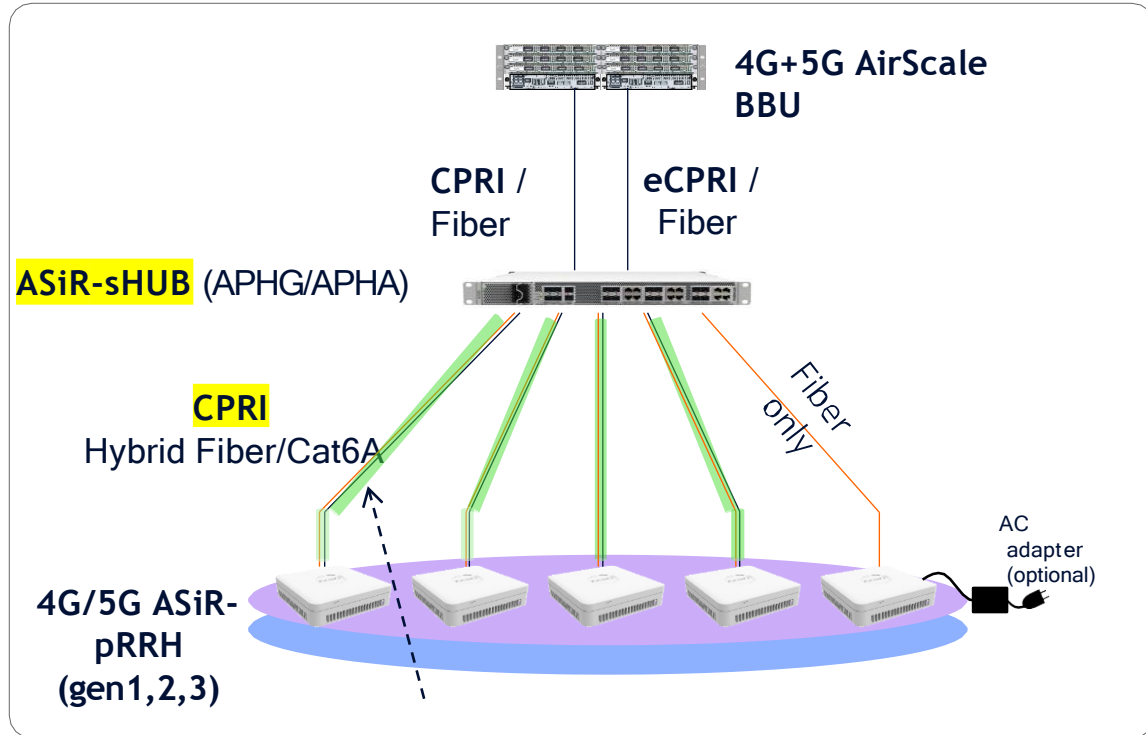 4G+5G AirScale
BBU
CPRI /
Fiber
eCPRI /
Fiber
ASiR-sHUB (APHG/APHA)
CPRI
Hybrid Fiber/Cat6A
Fiber
only
AC
adapter
(optional)
4G/5G ASiR-
pRRH
(gen1,2,3)